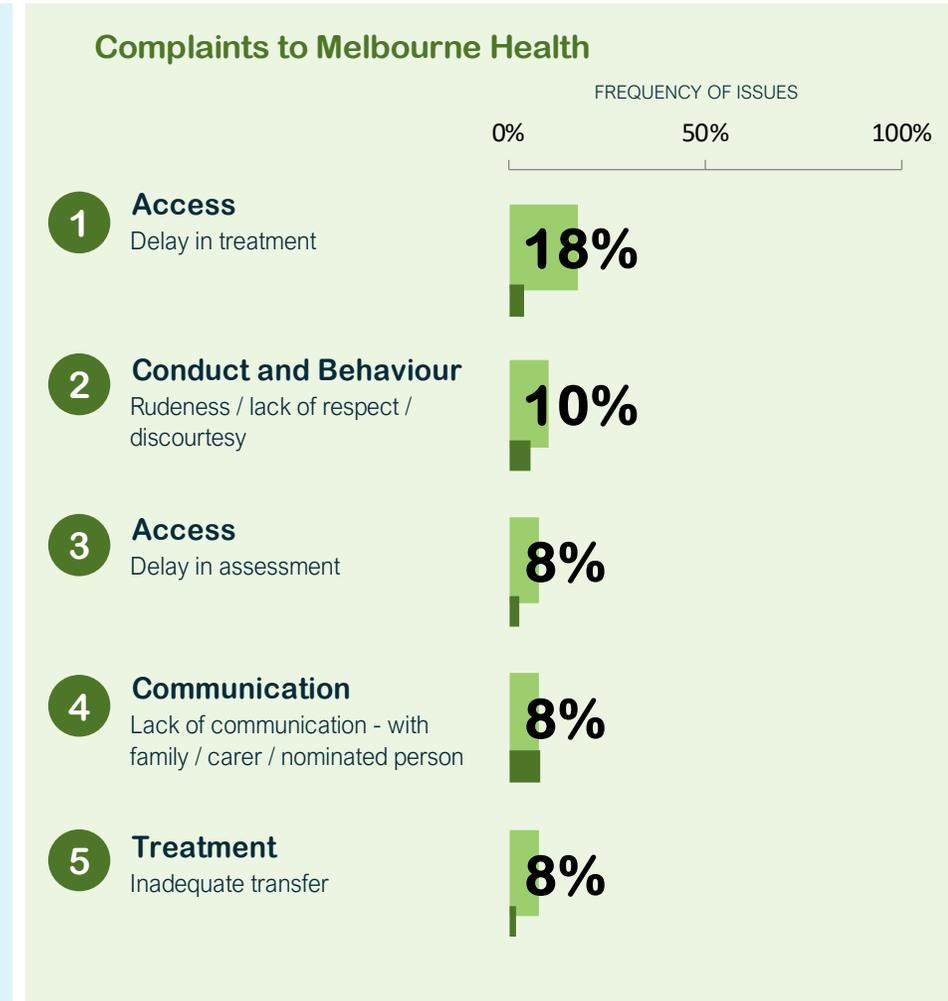 Complaints to Melbourne Health
FREQUENCY OF ISSUES
0% 50% 100%
1 Access
Delay in treatment
18%
2 Conduct and Behaviour
Rudeness / lack of respect /
discourtesy
10%
3 Access
Delay in assessment
8%
4 Communication
Lack of communication - with
family / carer / nominated person
8%
5 Treatment
Inadequate transfer
8%